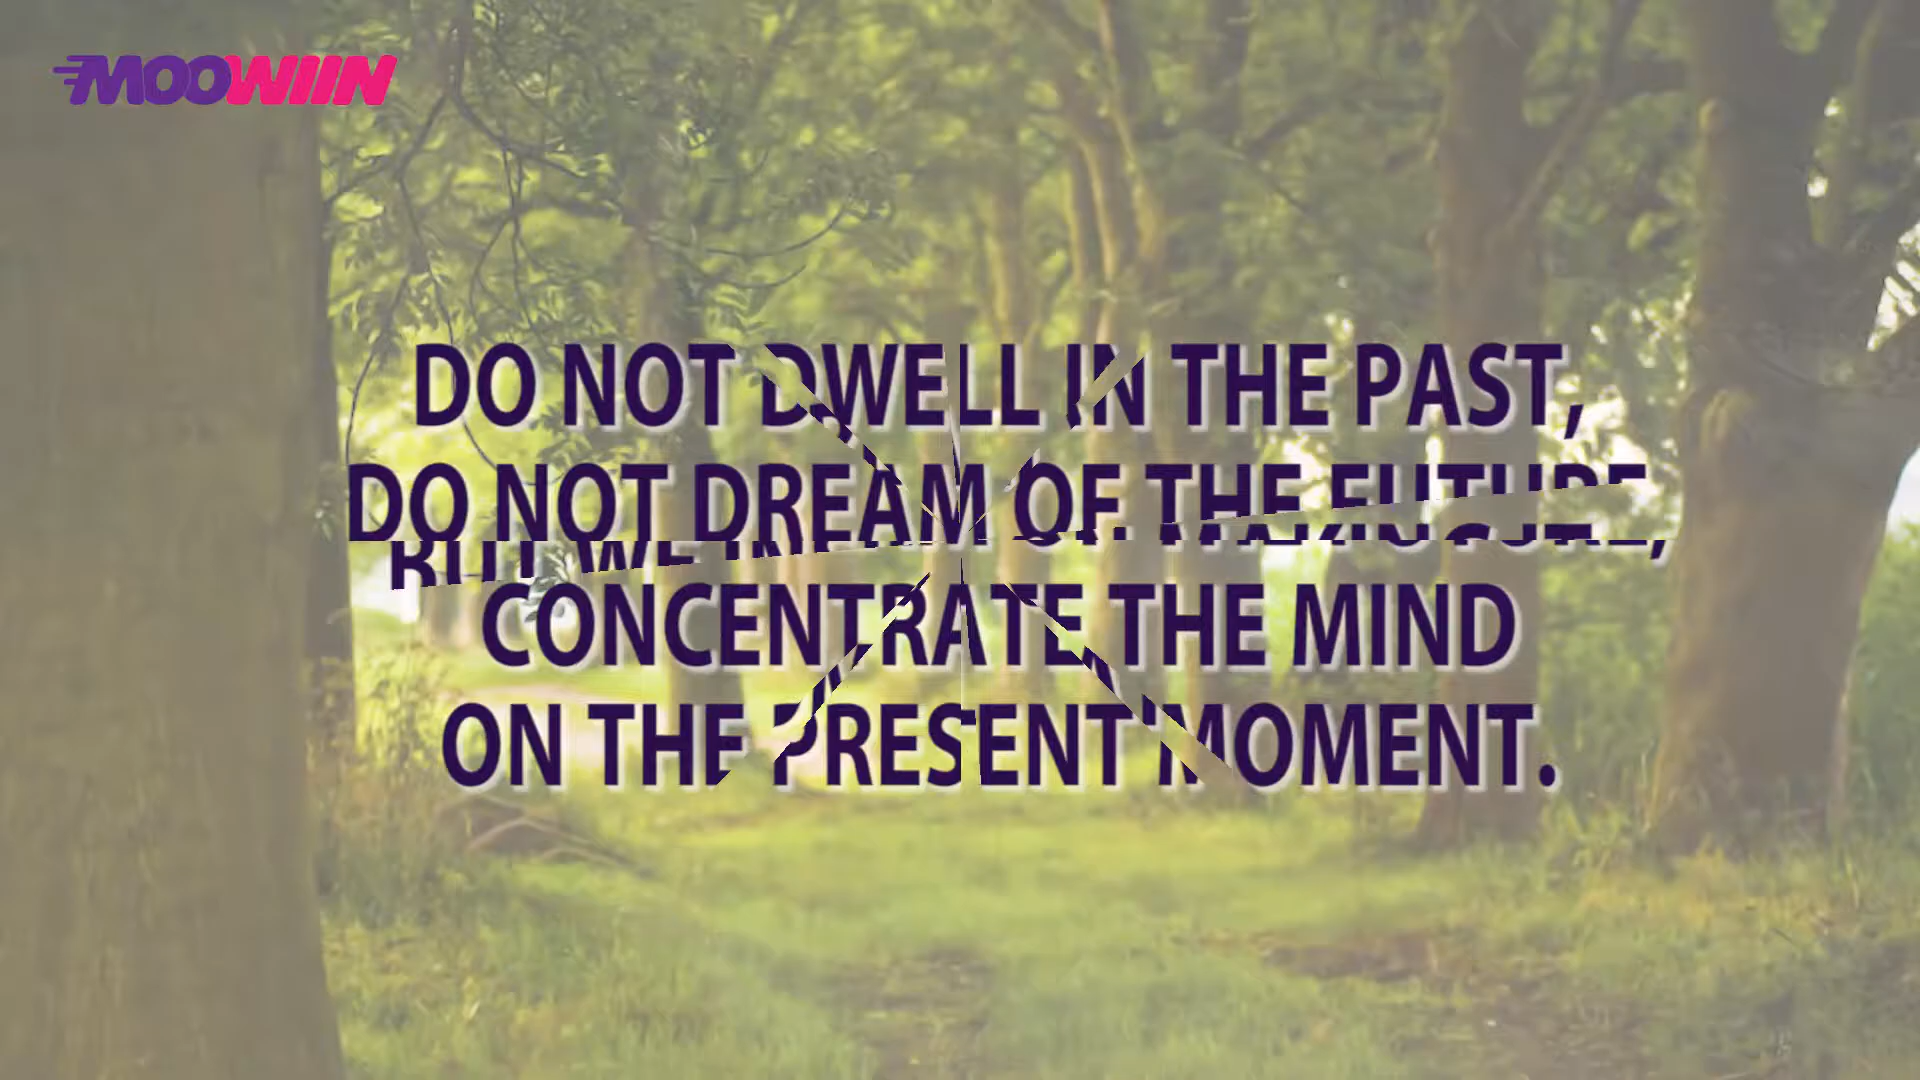 MOOWIIN
DO NOT DWELL IN THE PAST,
DO NOT DREAM OF THE FUTURE,
CONCENTRATE THE MIND
ON THE PRESENT MOMENT.